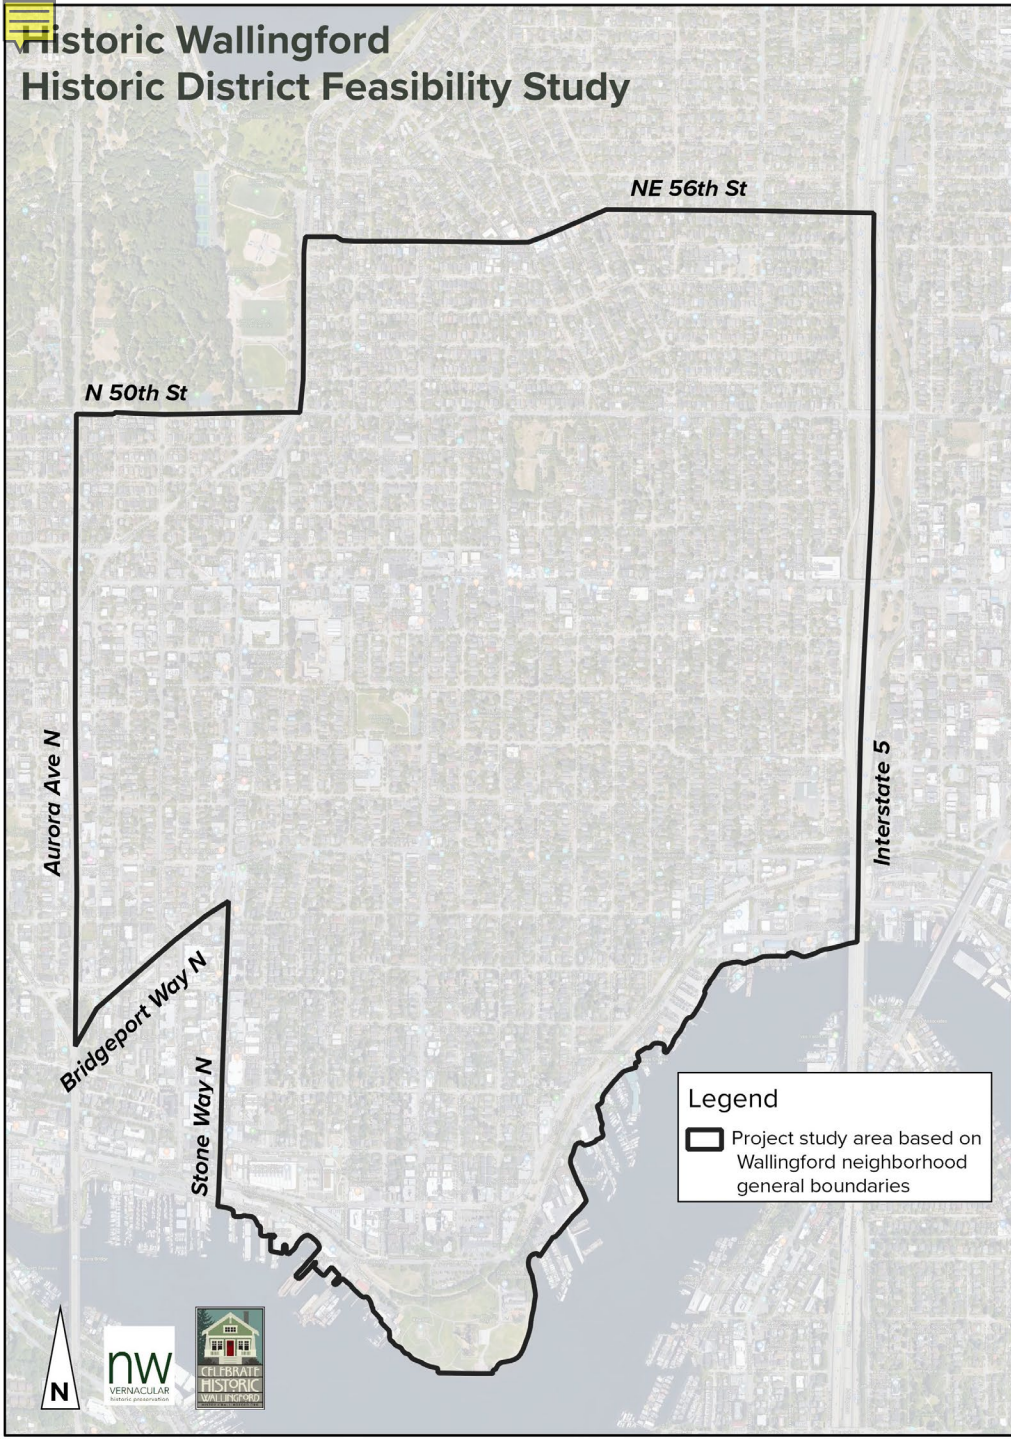 Historic Wallingford
Historic District Feasibility Study
NE 56th St
N 50th St
Aurora Ave N
Interstate 5
Bridgeport Way N
Stone Way N
Legend
Project study area based on
Wallingford neighborhood
general boundaries
N
nw
VERNACULAR
historic preservation
CELEBRATE
HISTORIC
WALLINGFORD